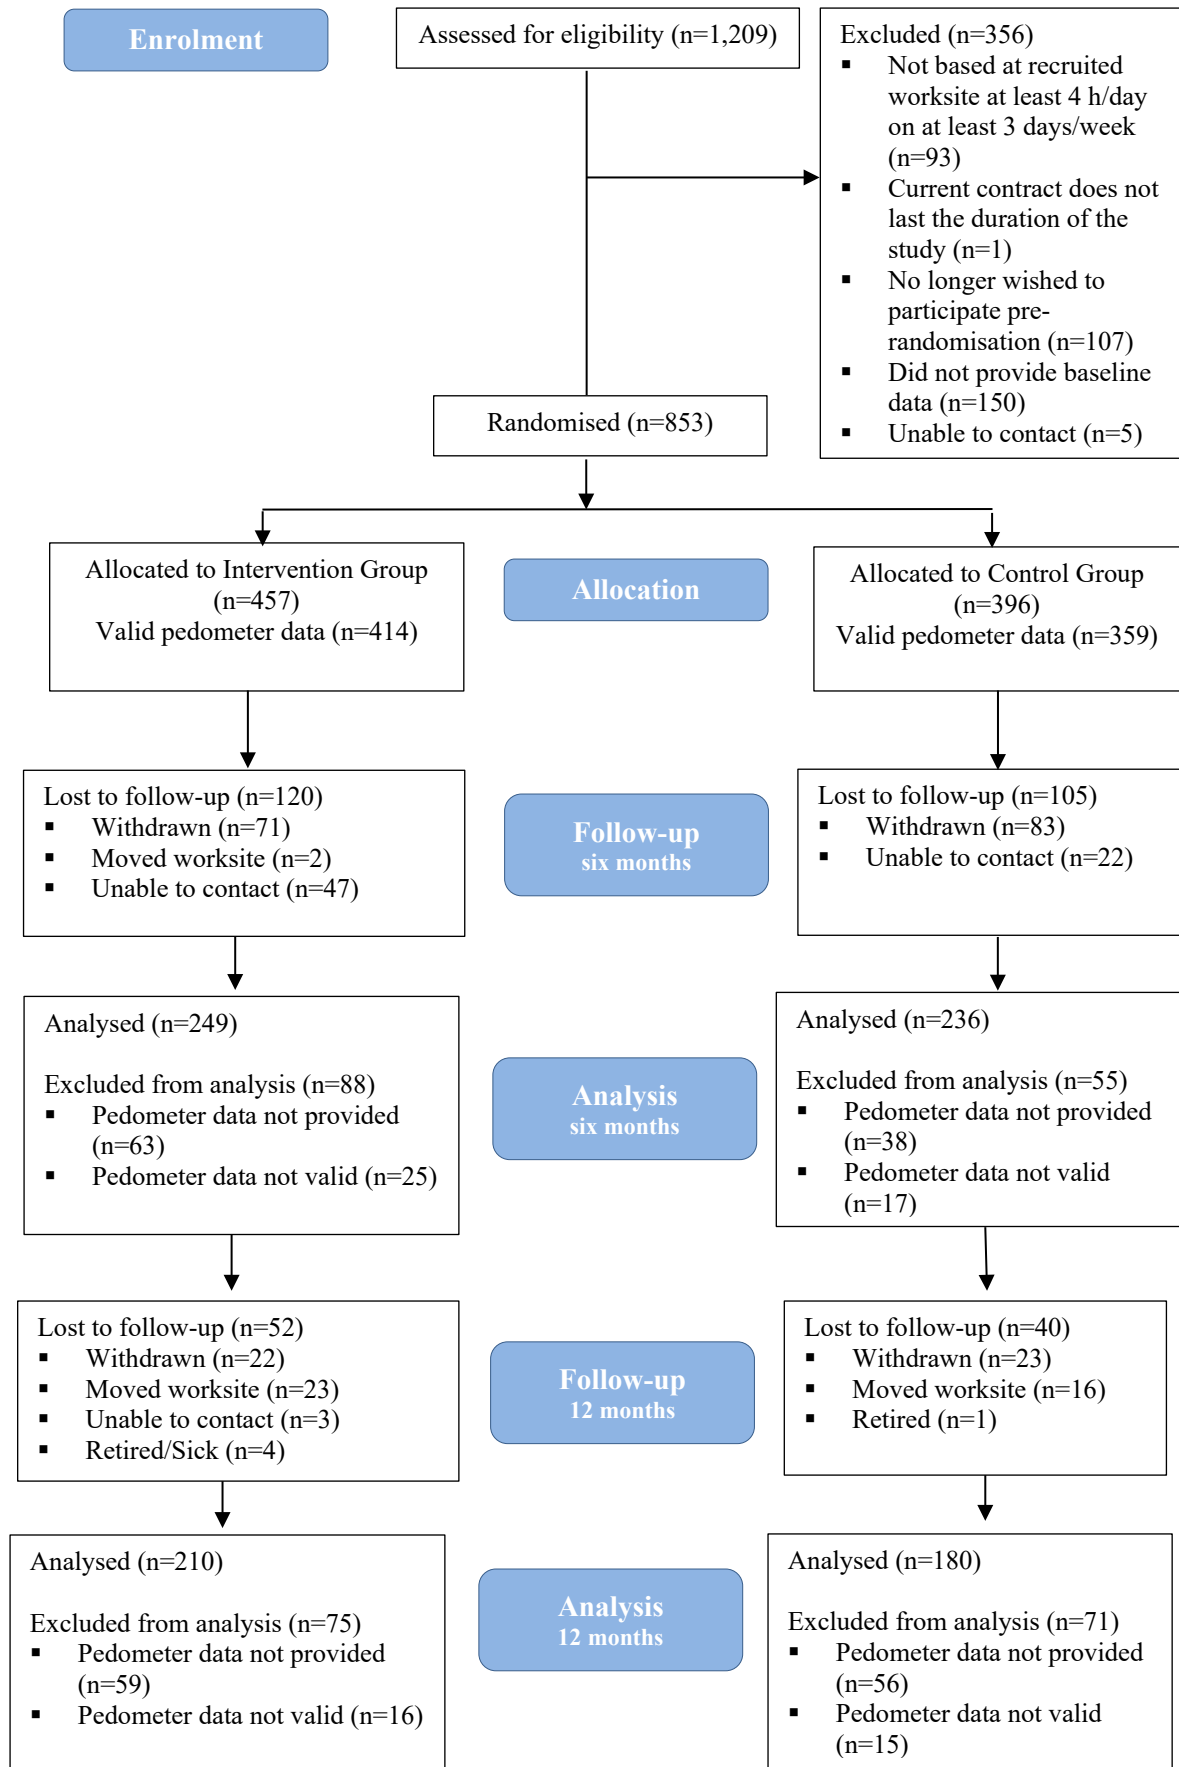 Enrolment
Assessed for eligibility (n=1,209)
Excluded (n=356)
▪ Not based at recruited
worksite at least 4 h/day
on at least 3 days/week
(n=93)
▪ Current contract does not
last the duration of the
study (n=1)
▪ No longer wished to
participate pre-
randomisation (n=107)
▪ Did not provide baseline
data (n=150)
▪ Unable to contact (n=5)
Randomised (n=853)
Allocated to Intervention Group
(n=457)
Valid pedometer data (n=414)
Allocation
Allocated to Control Group
(n=396)
Valid pedometer data (n=359)
Lost to follow-up (n=120)
▪ Withdrawn (n=71)
▪ Moved worksite (n=2)
▪ Unable to contact (n=47)
Follow-up
six months
Lost to follow-up (n=105)
▪ Withdrawn (n=83)
▪ Unable to contact (n=22)
Analysed (n=249)
Excluded from analysis (n=88)
▪ Pedometer data not provided
(n=63)
▪ Pedometer data not valid (n=25)
Analysis
six months
Analysed (n=236)
Excluded from analysis (n=55)
▪ Pedometer data not provided
(n=38)
▪ Pedometer data not valid
(n=17)
Lost to follow-up (n=52)
▪ Withdrawn (n=22)
▪ Moved worksite (n=23)
▪ Unable to contact (n=3)
▪ Retired/Sick (n=4)
Follow-up
12 months
Lost to follow-up (n=40)
▪ Withdrawn (n=23)
▪ Moved worksite (n=16)
▪ Retired (n=1)
Analysed (n=210)
Excluded from analysis (n=75)
▪ Pedometer data not provided
(n=59)
▪ Pedometer data not valid (n=16)
Analysis
12 months
Analysed (n=180)
Excluded from analysis (n=71)
▪ Pedometer data not provided
(n=56)
▪ Pedometer data not valid
(n=15)